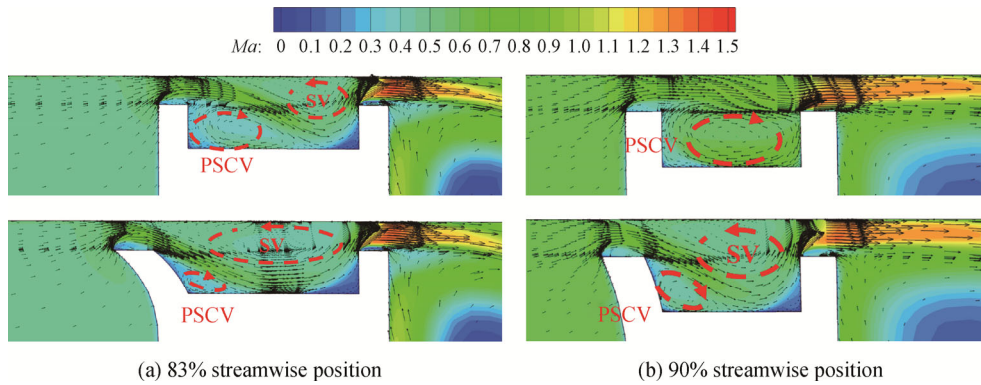 Ma: 0 0.1 0.2 0.3 0.4 0.5 0.6 0.7 0.8 0.9 1.0 1.1 1.2 1.3 1.4 1.5
SV
PSCV
PSCV
SV
PSCV
SV
PSCV
(a) 83% streamwise position
(b) 90% streamwise position